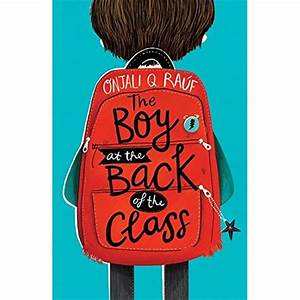 ONJALI Q. RAÚF
The
Boy
at the
Back
of the
Class